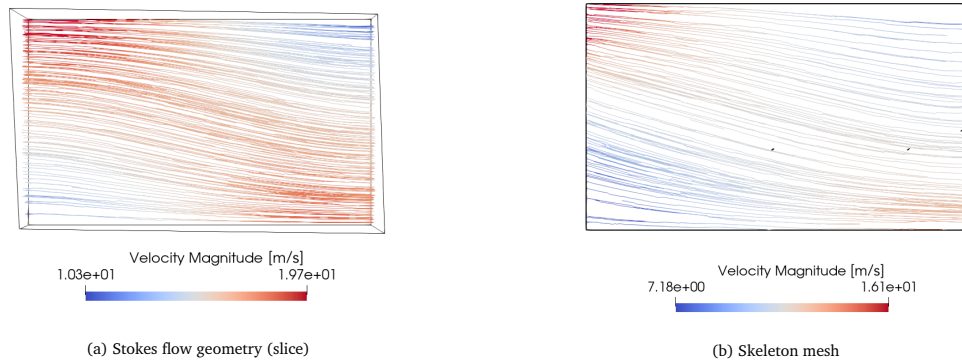 Velocity Magnitude [m/s]
1.03e+01 1.97e+01
(a) Stokes flow geometry (slice)
Velocity Magnitude [m/s]
7.18e+00 1.61e+01
(b) Skeleton mesh